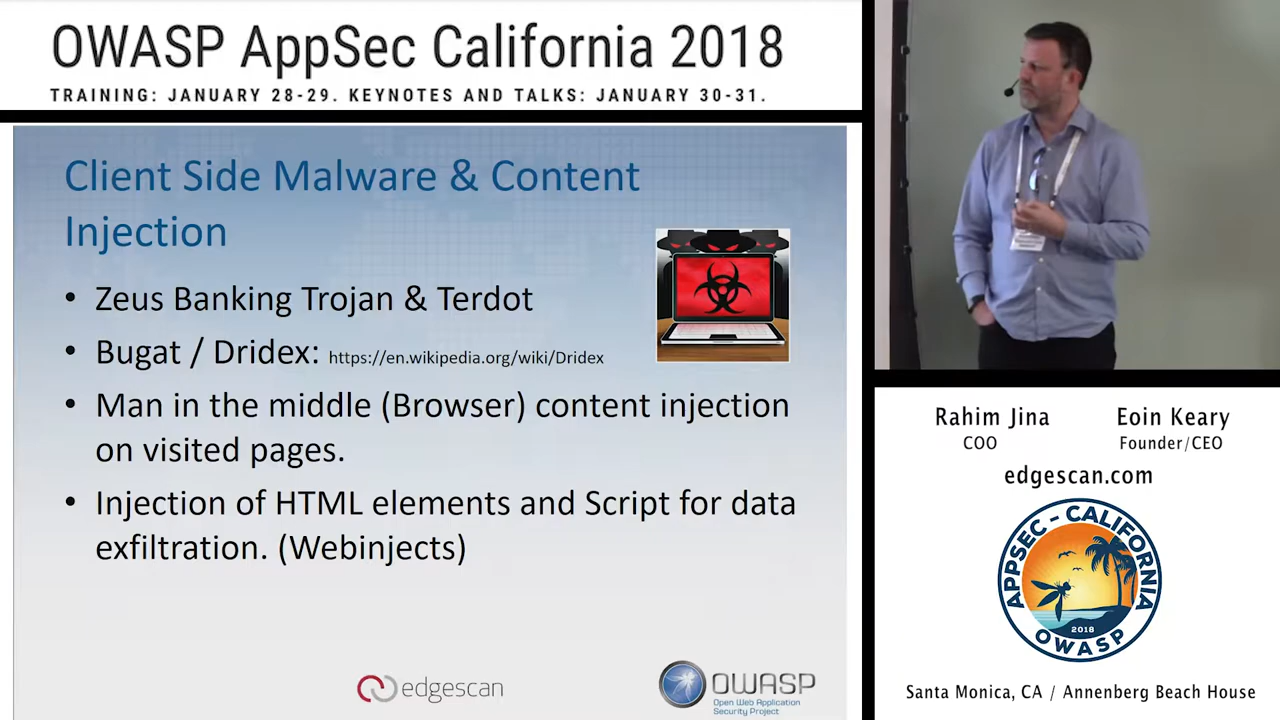 OWASP AppSec California 2018
TRAINING: JANUARY 28-29. KEYNOTES AND TALKS: JANUARY 30-31.
Client Side Malware & Content
Injection
• Zeus Banking Trojan & Terdot
• Bugat / Dridex: https://en.wikipedia.org/wiki/Dridex
• Man in the middle (Browser) content injection
on visited pages.
• Injection of HTML elements and Script for data
exfiltration. (Webinjects)
edgescan
OWASP
Open Web Application
Security Project
Rahim Jina
COO
Eoin Keary
Founder/CEO
edgescan.com
APPSEC - CALIFORNIA
2018
OWASP
Santa Monica, CA / Annenberg Beach House